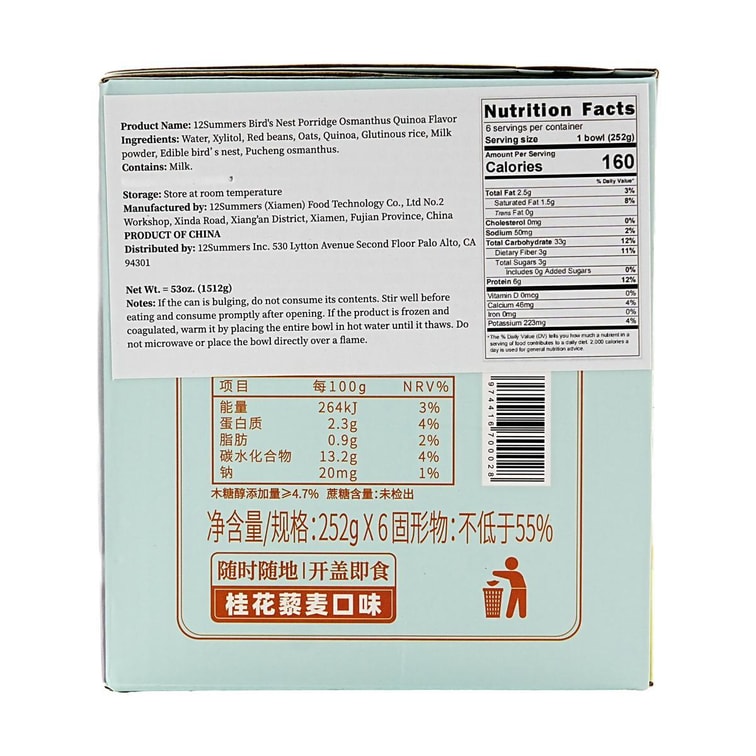 Product Name: 12Summers Bird's Nest Porridge Osmanthus Quinoa Flavor
Ingredients: Water, Xylitol, Red beans, Oats, Quinoa, Glutinous rice, Milk
powder, Edible bird's nest, Pucheng osmanthus.
Contains: Milk.
Storage: Store at room temperature
Manufactured by: 12Summers (Xiamen) Food Technology Co., Ltd No.2
Workshop, Xinda Road, Xiang'an District, Xiamen, Fujian Province, China
PRODUCT OF CHINA
Distributed by: 12Summers Inc. 530 Lytton Avenue Second Floor Palo Alto, CA
94301
Net Wt. = 53oz. (1512g)
Notes: If the can is bulging, do not consume its contents. Stir well before
eating and consume promptly after opening. If the product is frozen and
coagulated, warm it by placing the entire bowl in hot water until it thaws. Do
not microwave or place the bowl directly over a flame.
Nutrition Facts
6 servings per container
Serving size 1 bowl (252g)
Amount Per Serving
Calories 160
% Daily Value*
Total Fat 2.5g 3%
Saturated Fat 1.5g 8%
Trans Fat 0g
Cholesterol 0mg 0%
Sodium 50mg 2%
Total Carbohydrate 33g 12%
Dietary Fiber 3g 11%
Total Sugars 3g
Includes 0g Added Sugars 0%
Protein 6g 12%
Vitamin D 0mcg 0%
Calcium 46mg 4%
Iron 0mg 0%
Potassium 223mg 4%
*The % Daily Value (DV) tells you how much a nutrient in a
serving of food contributes to a daily diet. 2,000 calories a
day is used for general nutrition advice.
项目 每100g NRV%
能量 264kJ 3%
蛋白质 2.3g 4%
脂肪 0.9g 2%
碳水化合物 13.2g 4%
钠 20mg 1%
木糖醇添加量≥4.7% 蔗糖含量:未检出
净含量/规格:252gX6 固形物:不低于55%
随时随地|开盖即食
桂花藜麦口味
974416700028